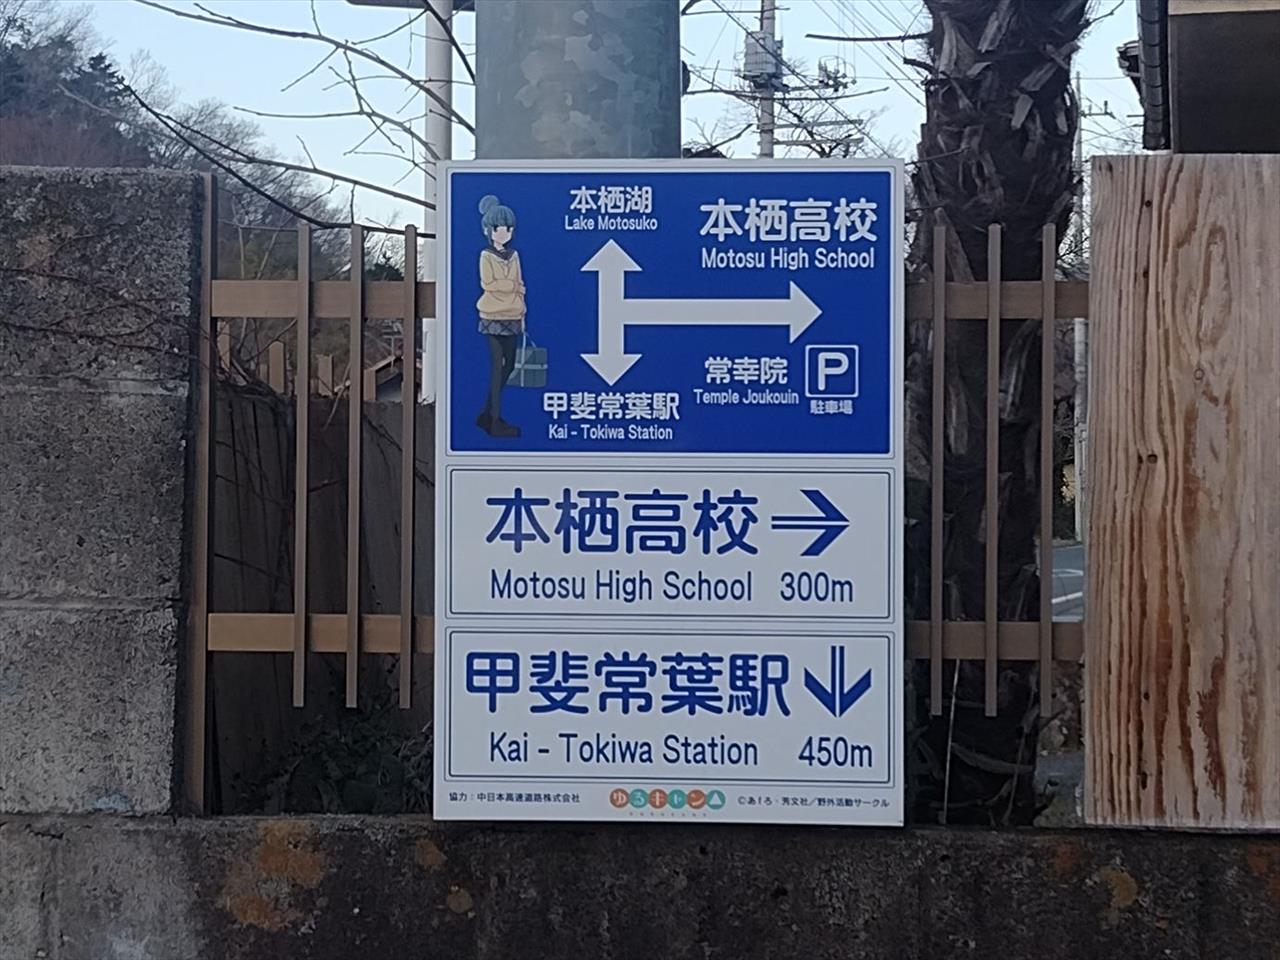 本栖湖
Lake Motosuko
本栖高校
Motosu High School
常幸院
Temple Joukouin
P
駐車場
甲斐常葉駅
Kai - Tokiwa Station
本栖高校
Motosu High School 300m
甲斐常葉駅
Kai - Tokiwa Station 450m
協力：中日本高速道路株式会社
ゆるキャン△
©あfろ・芳文社／野外活動サークル